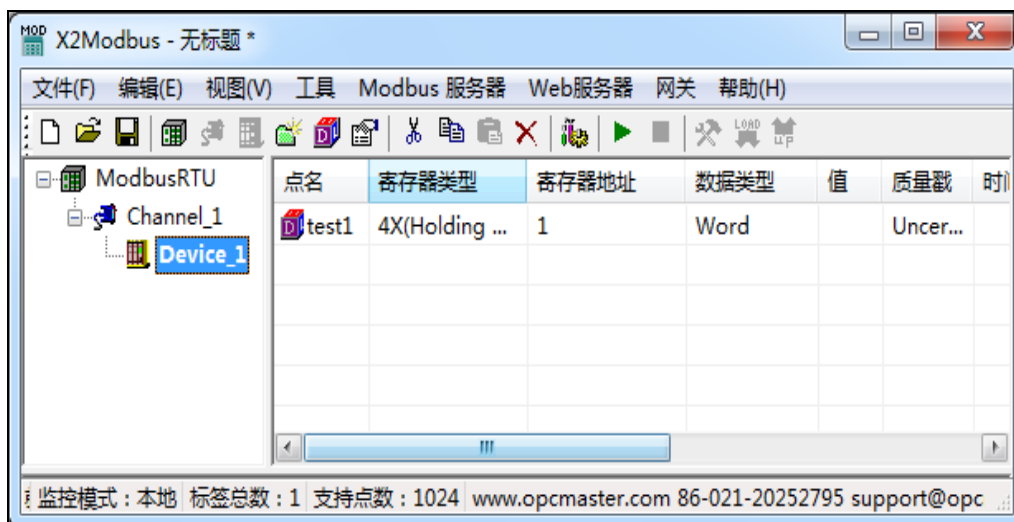 X2Modbus - 无标题 *
文件(F) 编辑(E) 视图(V) 工具 Modbus 服务器 Web服务器 网关 帮助(H)
ModbusRTU
Channel_1
Device_1
点名 寄存器类型 寄存器地址 数据类型 值 质量戳
test1 4X(Holding ... 1 Word Uncer...
监控模式：本地 标签总数：1 支持点数：1024 www.opcmaster.com 86-021-20252795 support@opc